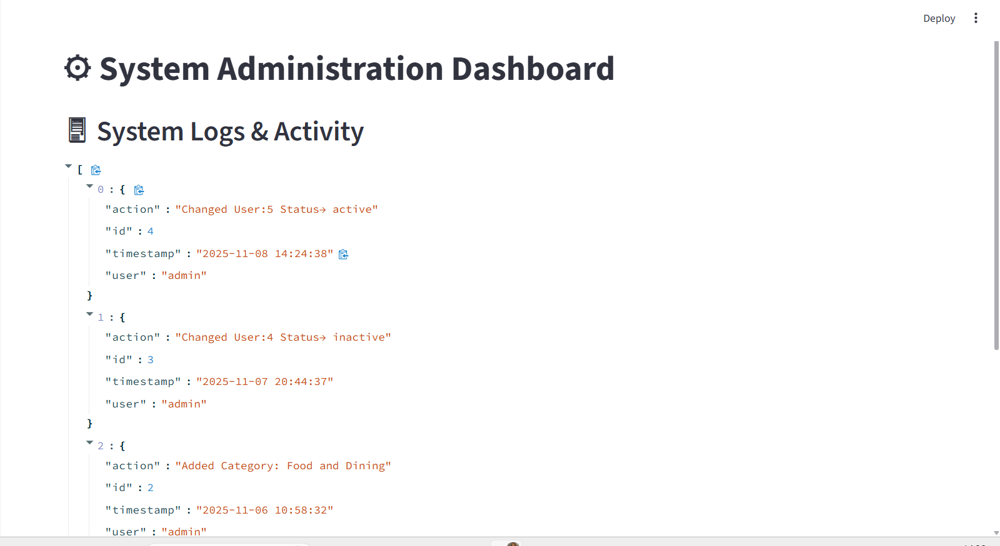 Deploy
System Administration Dashboard
System Logs & Activity
[
0 : {
"action" : "Changed User:5 Status→ active"
"id" : 4
"timestamp" : "2025-11-08 14:24:38"
"user" : "admin"
}
1 : {
"action" : "Changed User:4 Status→ inactive"
"id" : 3
"timestamp" : "2025-11-07 20:44:37"
"user" : "admin"
}
2 : {
"action" : "Added Category: Food and Dining"
"id" : 2
"timestamp" : "2025-11-06 10:58:32"
"user" : "admin"